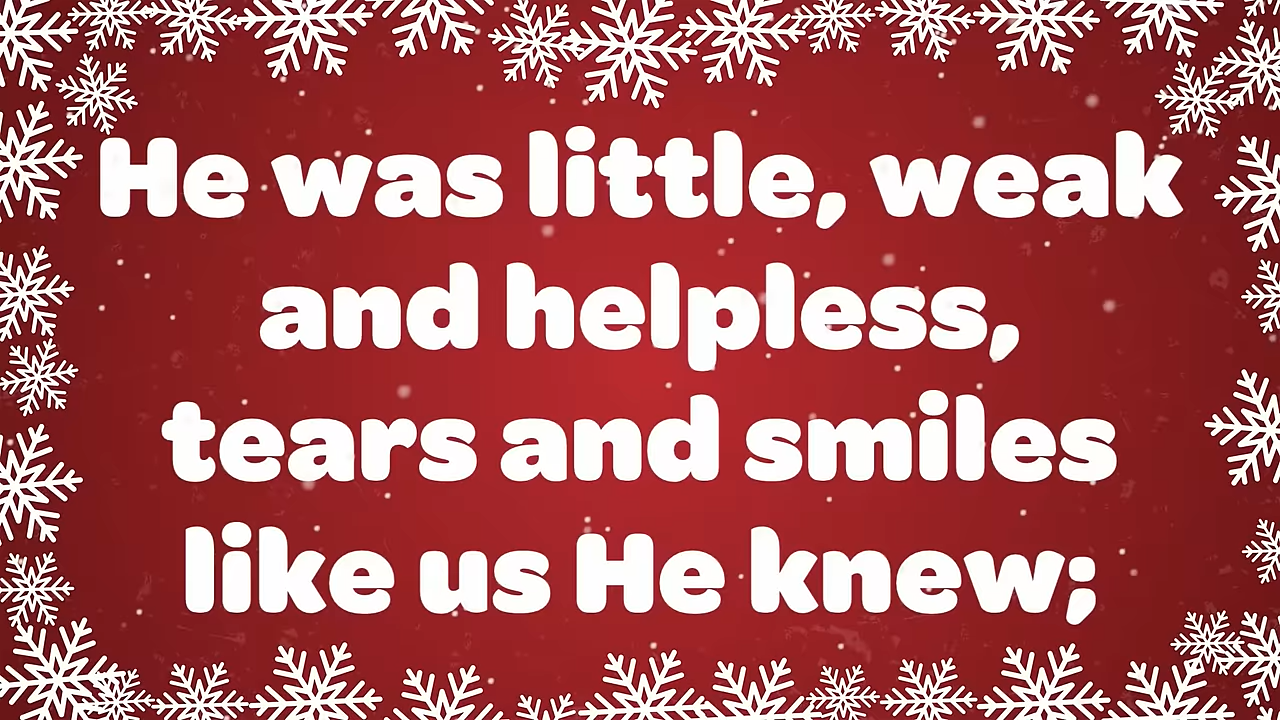 He was little, weak
and helpless,
tears and smiles
like us He knew;